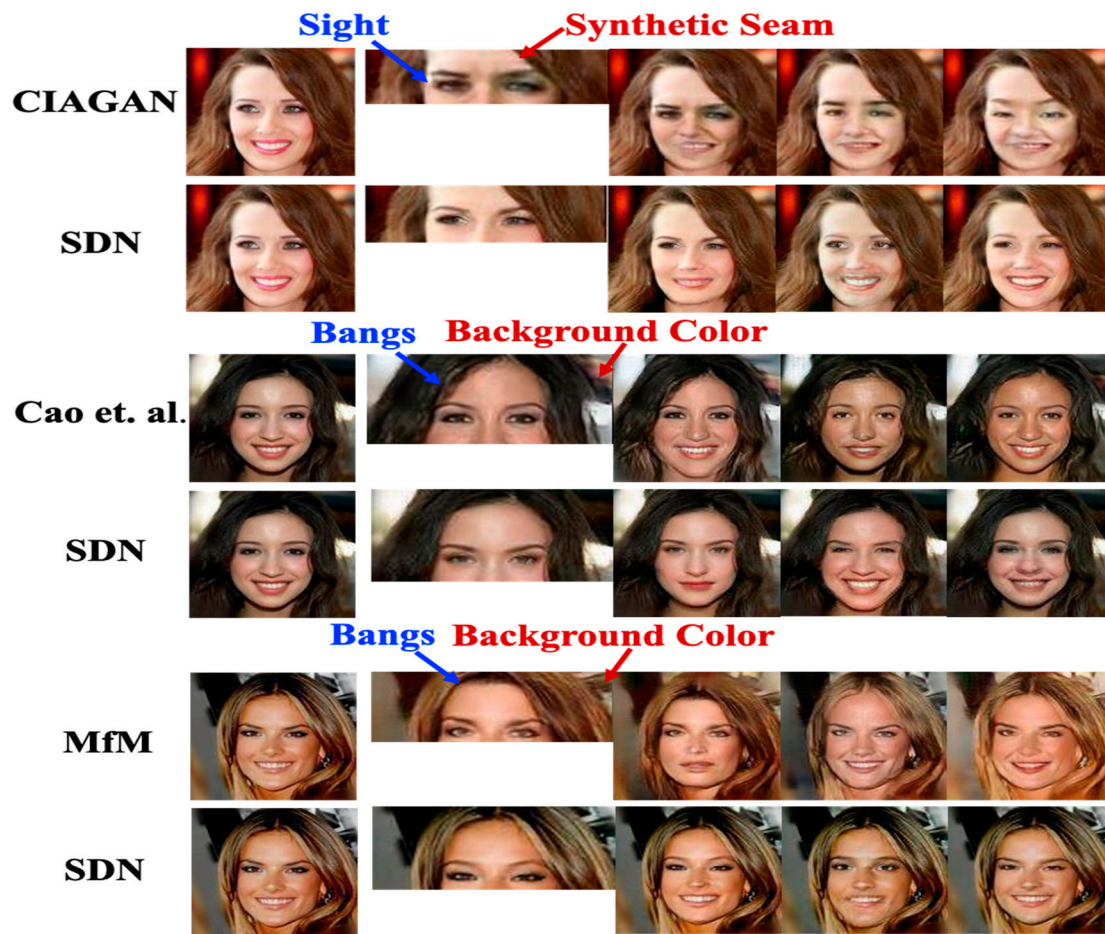 Sight Synthetic Seam
CIAGAN
SDN
Bangs Background Color
Cao et. al.
SDN
Bangs Background Color
MfM
SDN